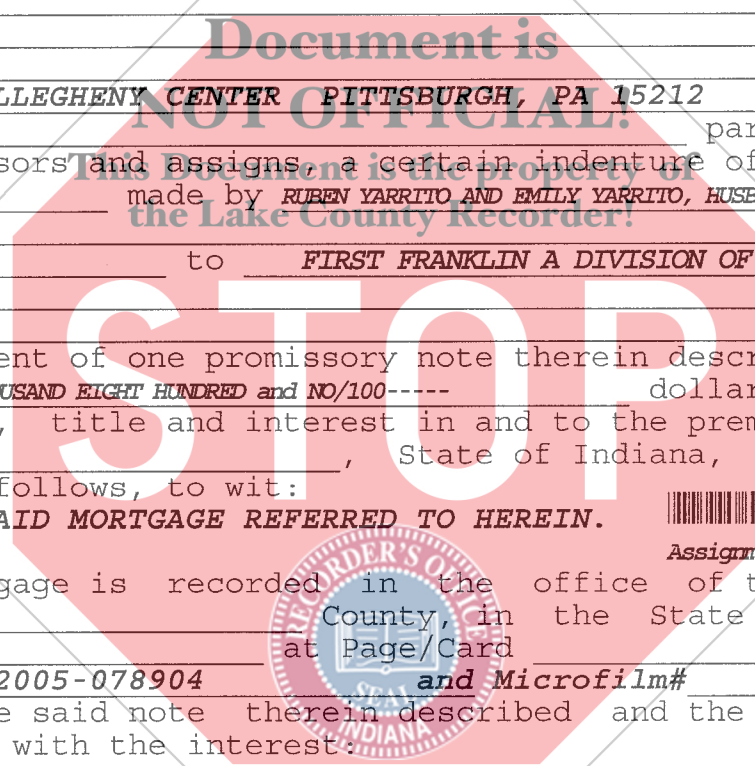 Document is
LLEGHENY CENTER PITTSBURGH, PA 15212
NOT OFFICIAL!
par
sors and assigns, a certain indenture of
This Document is the property of
made by RUBEN YARRITO AND EMILY YARRITO, HUSB
the Lake County Recorder!
to FIRST FRANKLIN A DIVISION OF
STOP
ent of one promissory note therein descr
USAND EIGHT HUNDRED and NO/100----- dollar
, title and interest in and to the prem
, State of Indiana,
follows, to wit:
AID MORTGAGE REFERRED TO HEREIN.
Assignm
gage is recorded in the office of t
County, in the State
at Page/Card
2005-078904 and Microfilm#
e said note therein described and the
with the interest:
RECORDER'S OFFICE
SEAL
INDIANA